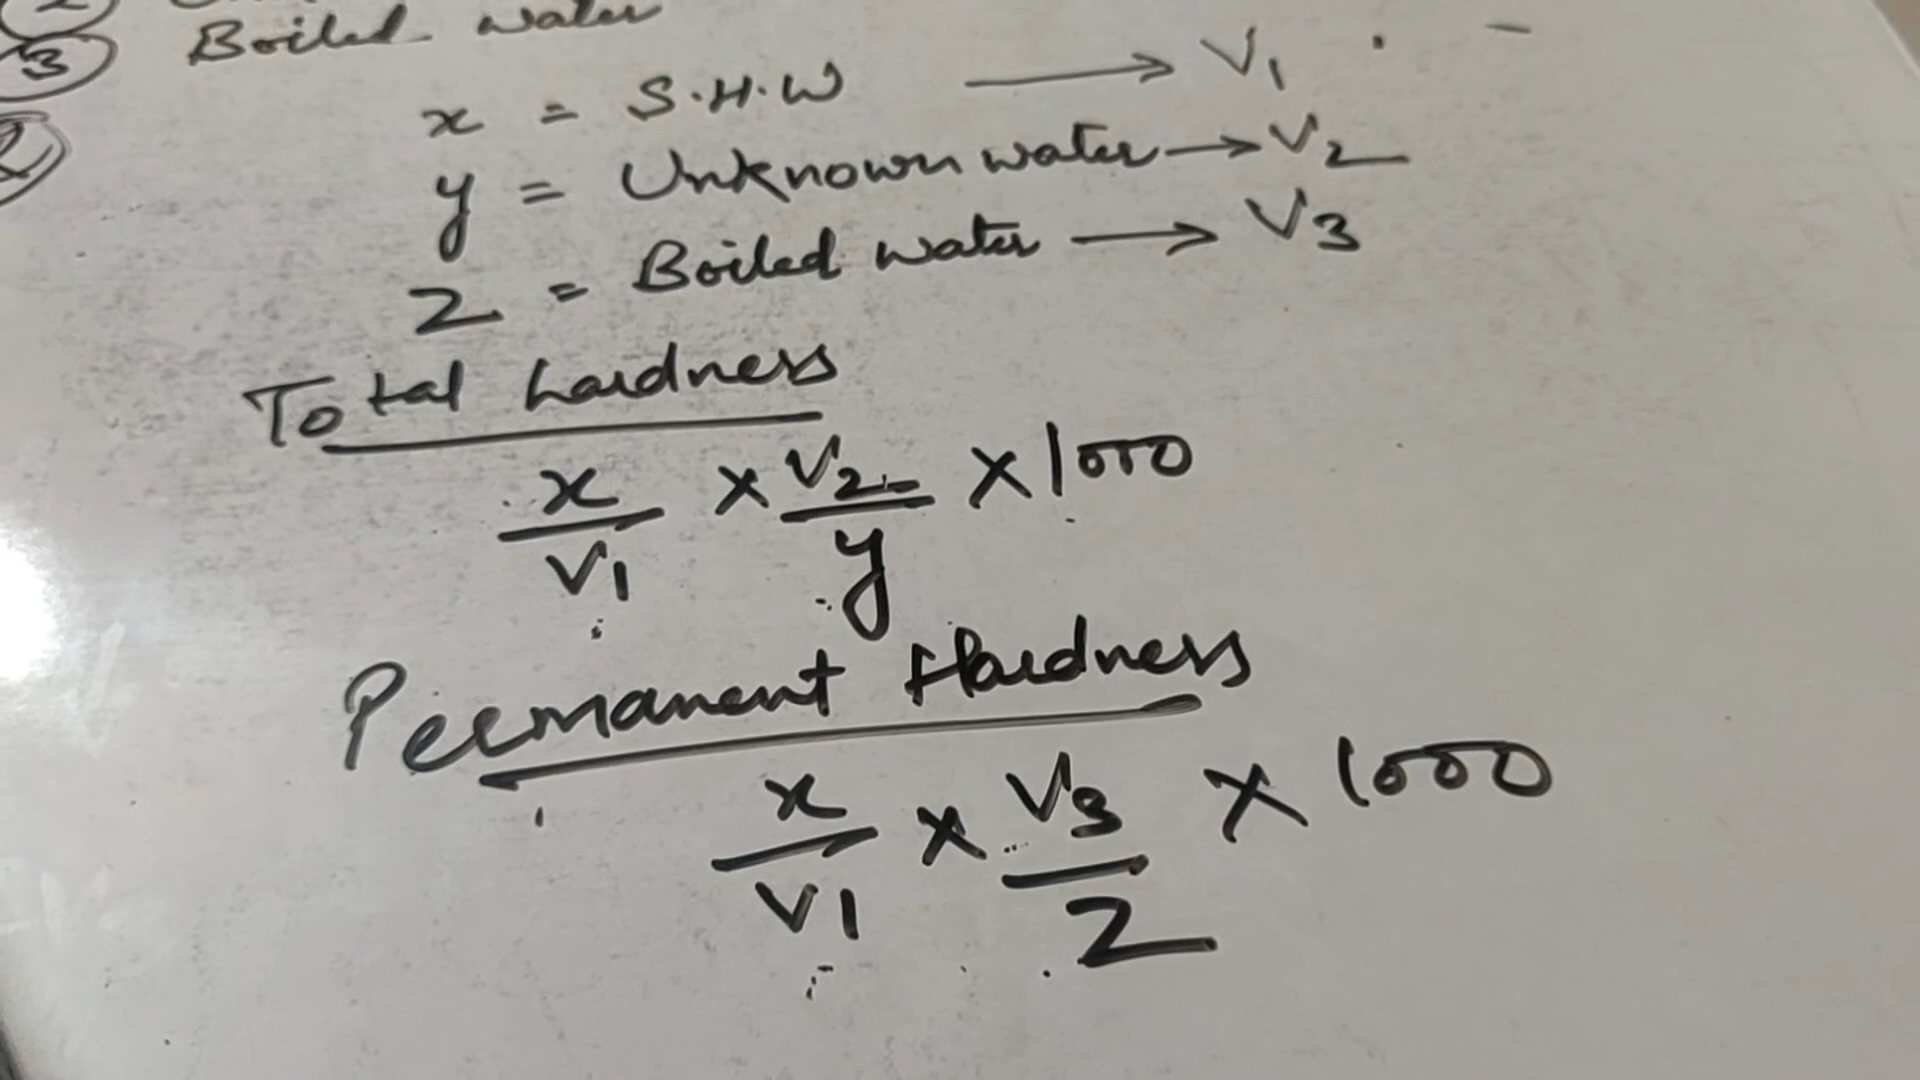 3 Boiled water
x = S.H.W → V1
y = Unknown water → V2
Z = Boiled water → V3
Total hardness
x/V1 × V2/y × 1000
Permanent Hardness
x/V1 × V3/Z × 1000